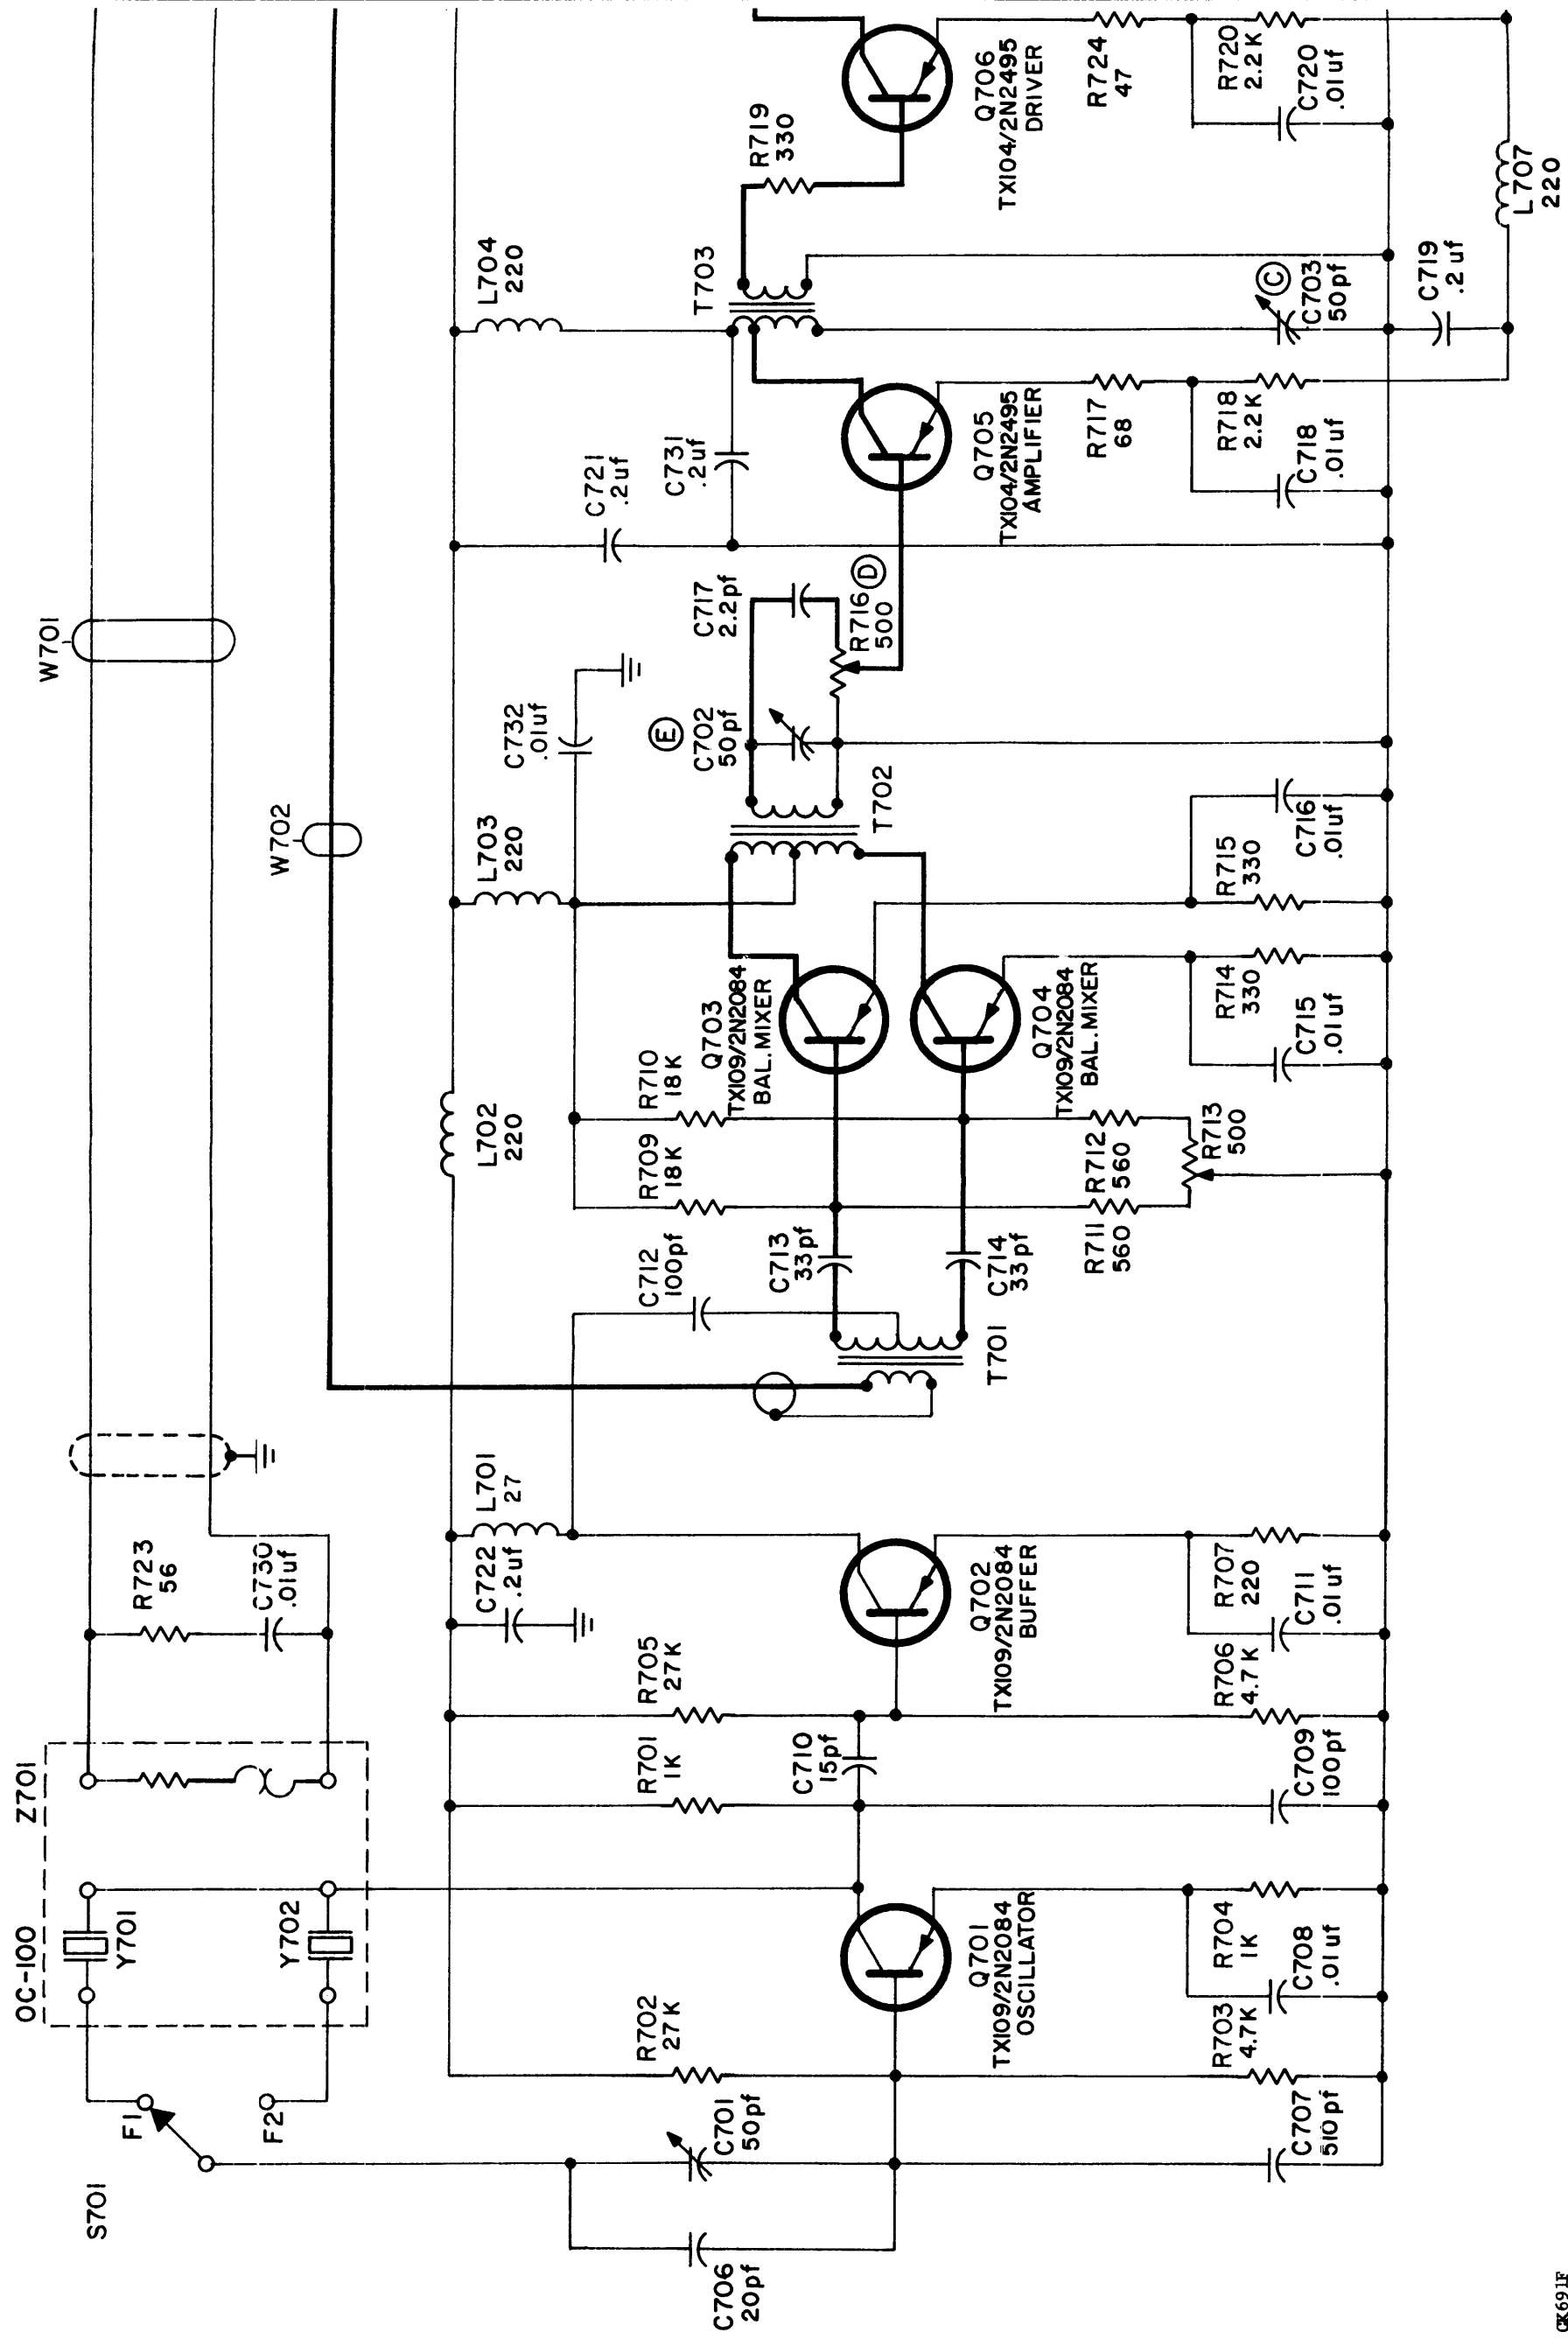 S701
F1
F2
OC-100
Z701
Y701
Y702
R723
56
C730
.01uf
W701
W702
C706
20pf
C701
50pf
R702
27K
R701
1K
R705
27K
C722
.2uf
L701
27
L702
220
L703
220
C732
.01uf
L704
220
C710
15pf
C712
100pf
C713
33pf
C714
33pf
T701
R709
18K
R710
18K
Q703
TX109/2N2084
BAL.MIXER
Q704
TX109/2N2084
BAL.MIXER
T702
E
C702
50pf
C717
2.2pf
R716
500
D
C721
.2uf
C731
.2uf
T703
R719
330
Q701
TX109/2N2084
OSCILLATOR
Q702
TX109/2N2084
BUFFER
Q705
TX104/2N2495
AMPLIFIER
Q706
TX104/2N2495
DRIVER
C707
510pf
R703
4.7K
C708
.01uf
R704
1K
C709
100pf
R706
4.7K
C711
.01uf
R707
220
R711
560
R712
560
R713
500
R714
330
C715
.01uf
R715
330
C716
.01uf
R717
68
R718
2.2K
C718
.01uf
C
C703
50pf
C719
.2uf
R724
47
R720
2.2K
C720
.01uf
L707
220
CK691F